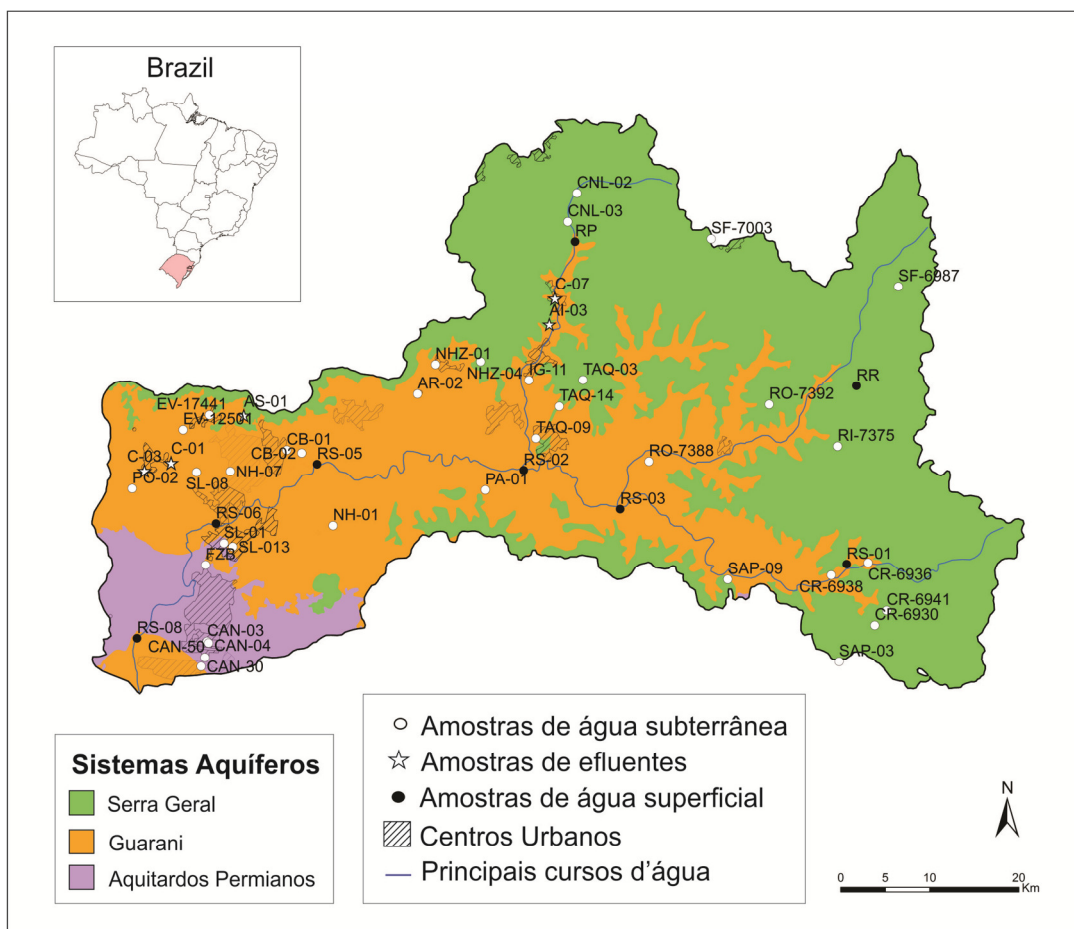 Brazil
CNL-02
CNL-03
RP
SF-7003
SF-6987
C-07
AI-03
NHZ-01
NHZ-04
IG-11
TAQ-03
AR-02
TAQ-14
RR
RO-7392
EV-17441
AS-01
EV-12501
TAQ-09
CB-01
CB-02
RS-05
RS-02
RO-7388
RI-7375
C-01
C-03
PO-02
SL-08
NH-07
PA-01
RS-03
RS-06
NH-01
SL-01
SL-013
FZB
RS-01
CR-6936
SAP-09
CR-6938
CR-6941
CR-6930
RS-08
CAN-03
CAN-50
CAN-04
CAN-30
SAP-03
Sistemas Aquíferos
Serra Geral
Guarani
Aquitardos Permianos
Amostras de água subterrânea
Amostras de efluentes
Amostras de água superficial
Centros Urbanos
Principais cursos d'água
N
0 5 10 20
Km